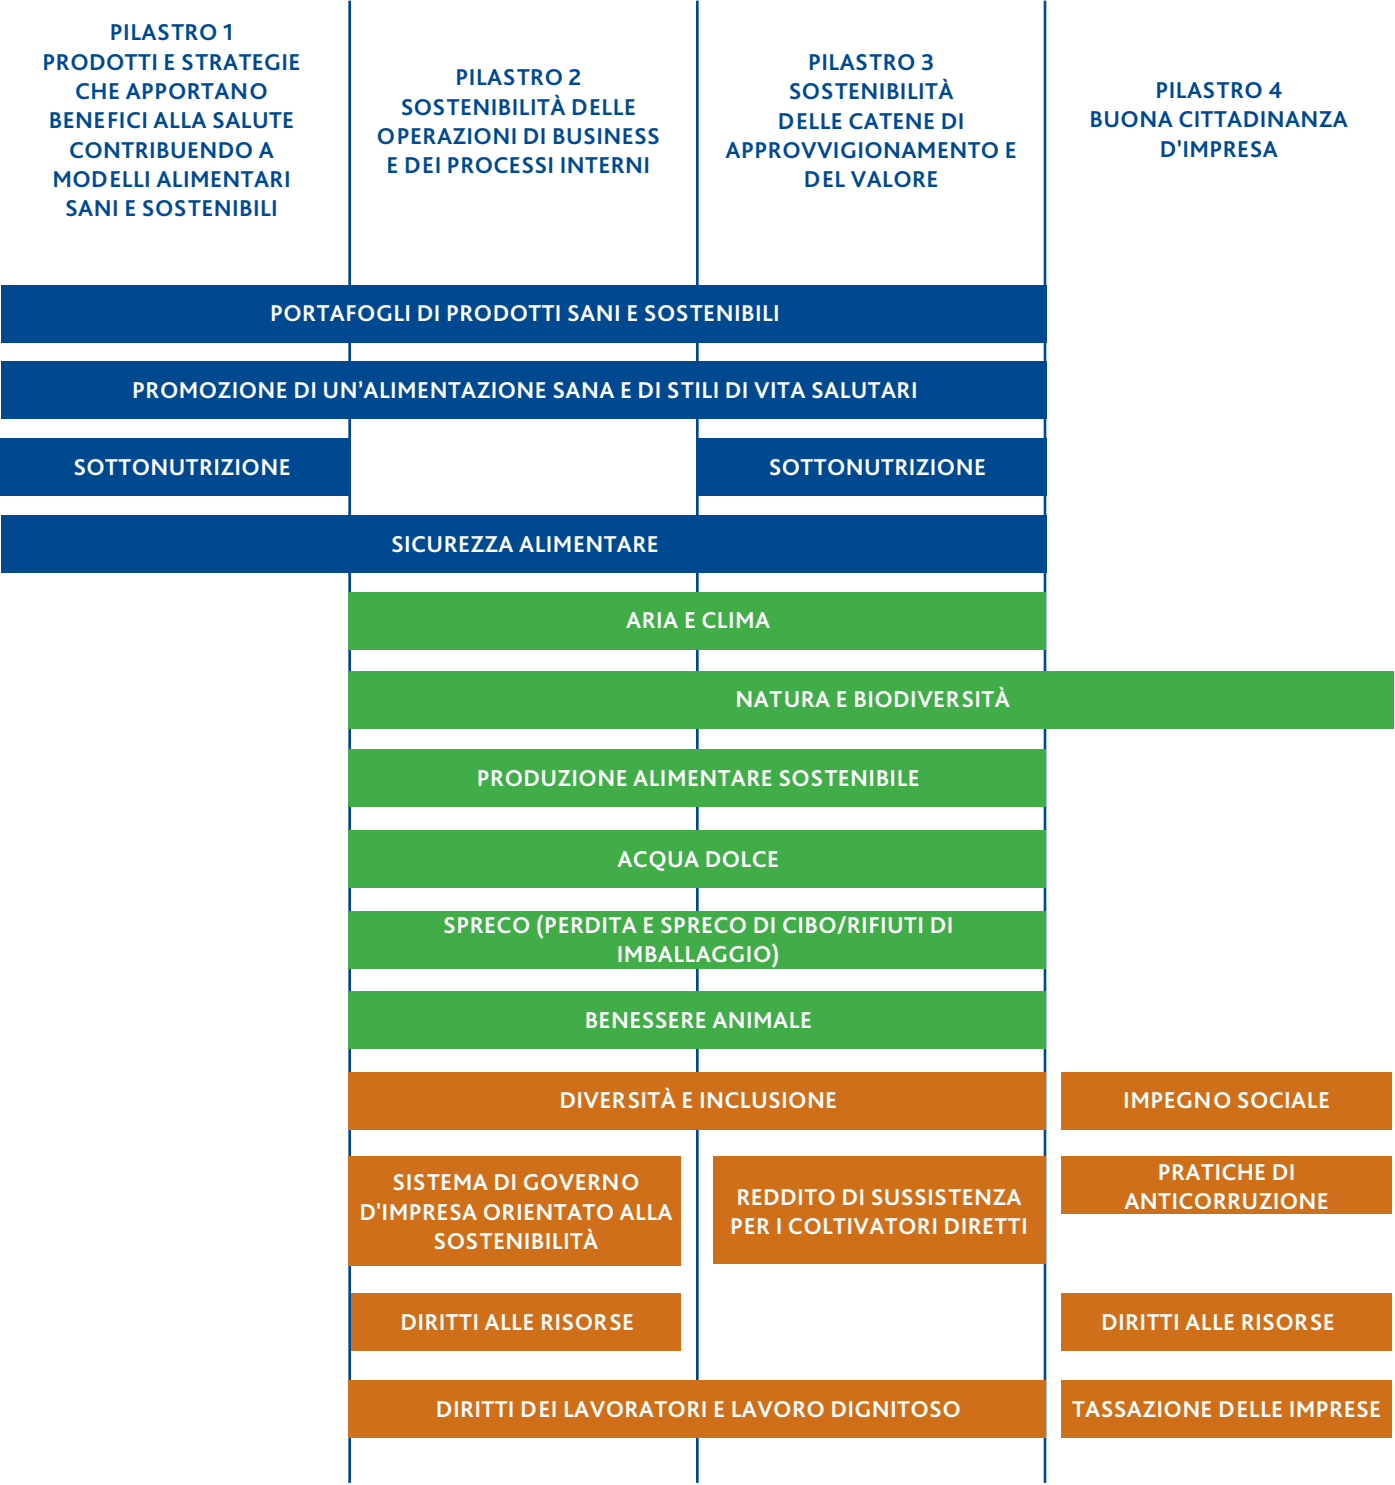 PILASTRO 1
PRODOTTI E STRATEGIE
CHE APPORTANO
BENEFICI ALLA SALUTE
CONTRIBUENDO A
MODELLI ALIMENTARI
SANI E SOSTENIBILI
PILASTRO 2
SOSTENIBILITÀ DELLE
OPERAZIONI DI BUSINESS
E DEI PROCESSI INTERNI
PILASTRO 3
SOSTENIBILITÀ
DELLE CATENE DI
APPROVVIGIONAMENTO E
DEL VALORE
PILASTRO 4
BUONA CITTADINANZA
D'IMPRESA
PORTAFOGLI DI PRODOTTI SANI E SOSTENIBILI
PROMOZIONE DI UN'ALIMENTAZIONE SANA E DI STILI DI VITA SALUTARI
SOTTONUTRIZIONE
SOTTONUTRIZIONE
SICUREZZA ALIMENTARE
ARIA E CLIMA
NATURA E BIODIVERSITÀ
PRODUZIONE ALIMENTARE SOSTENIBILE
ACQUA DOLCE
SPRECO (PERDITA E SPRECO DI CIBO/RIFIUTI DI
IMBALLAGGIO)
BENESSERE ANIMALE
DIVERSITÀ E INCLUSIONE
IMPEGNO SOCIALE
SISTEMA DI GOVERNO
D'IMPRESA ORIENTATO ALLA
SOSTENIBILITÀ
REDDITO DI SUSSISTENZA
PER I COLTIVATORI DIRETTI
PRATICHE DI
ANTICORRUZIONE
DIRITTI ALLE RISORSE
DIRITTI ALLE RISORSE
DIRITTI DEI LAVORATORI E LAVORO DIGNITOSO
TASSAZIONE DELLE IMPRESE